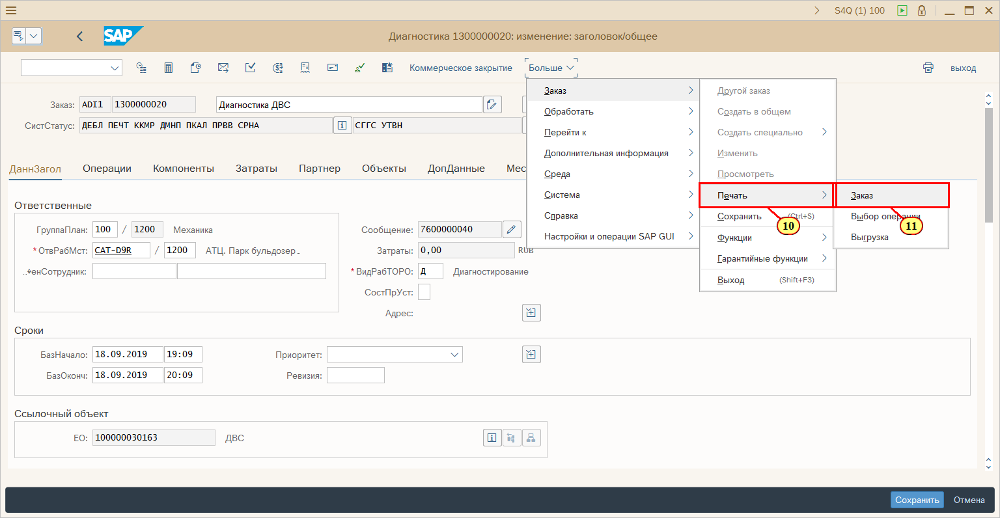 S4Q (1) 100
SAP
Диагностика 1300000020: изменение: заголовок/общее
Коммерческое закрытие
Больше
выход
Заказ: ADI1 1300000020 Диагностика ДВС
СистСтатус: ДЕБЛ ПЕЧТ ККМР ДМНП ПКАЛ ПРВВ СРНА СГГС УТВН
ДаннЗагол Операции Компоненты Затраты Партнер Объекты ДопДанные Мес
Заказ
Обработать
Перейти к
Дополнительная информация
Среда
Система
Справка
Настройки и операции SAP GUI
Другой заказ
Создать в общем
Создать специально
Изменить
Просмотреть
Печать
Сохранить (Ctrl+S)
Функции
Гарантийные функции
Выход (Shift+F3)
Заказ
Выбор операции
Выгрузка
10
11
Ответственные
ГруппаПлан: 100 / 1200 Механика
* ОтвРабМст: CAT-D9R / 1200 АТЦ. Парк бульдозер...
...енСотрудник:
Сообщение: 7600000040
Затраты: 0,00 RUB
* ВидРабТОРО: Д Диагностирование
СостПрУст:
Адрес:
Сроки
БазНачало: 18.09.2019 19:09
БазОконч: 18.09.2019 20:09
Приоритет:
Ревизия:
Ссылочный объект
ЕО: 100000030163 ДВС
Сохранить Отмена